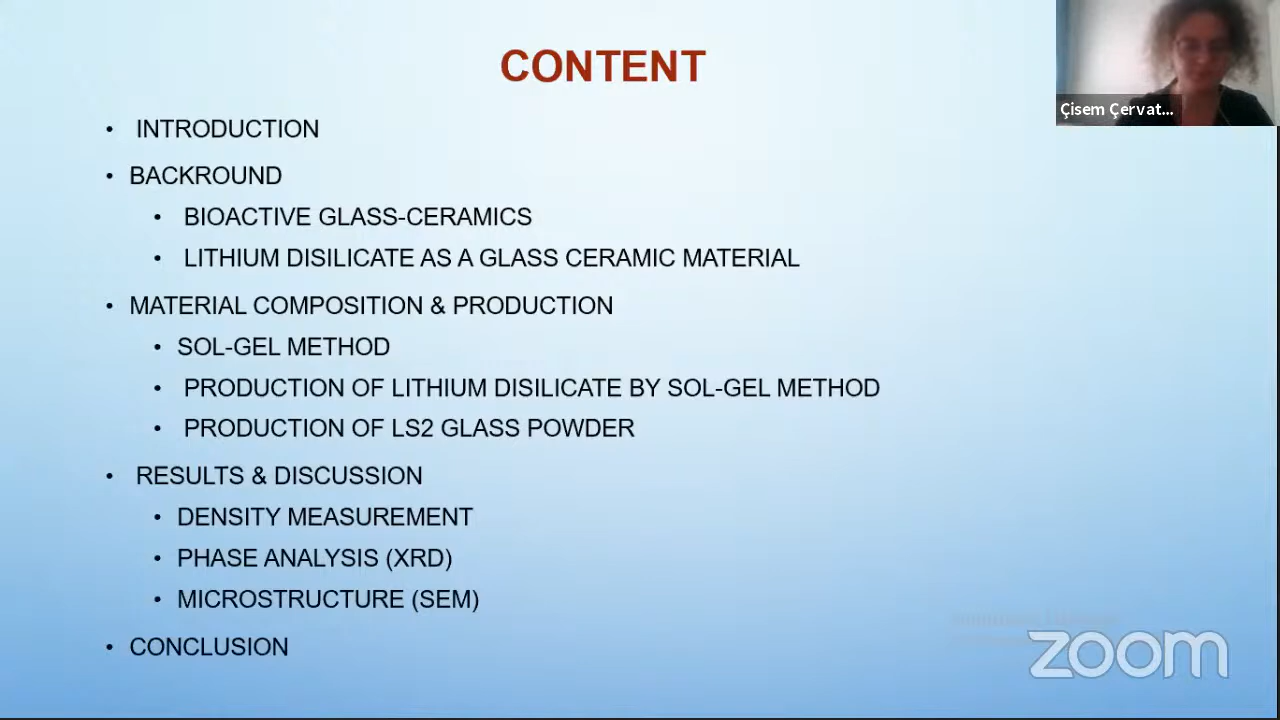 CONTENT
Çisem Çervat...
• INTRODUCTION
• BACKROUND
• BIOACTIVE GLASS-CERAMICS
• LITHIUM DISILICATE AS A GLASS CERAMIC MATERIAL
• MATERIAL COMPOSITION & PRODUCTION
• SOL-GEL METHOD
• PRODUCTION OF LITHIUM DISILICATE BY SOL-GEL METHOD
• PRODUCTION OF LS2 GLASS POWDER
• RESULTS & DISCUSSION
• DENSITY MEASUREMENT
• PHASE ANALYSIS (XRD)
• MICROSTRUCTURE (SEM)
• CONCLUSION
zoom